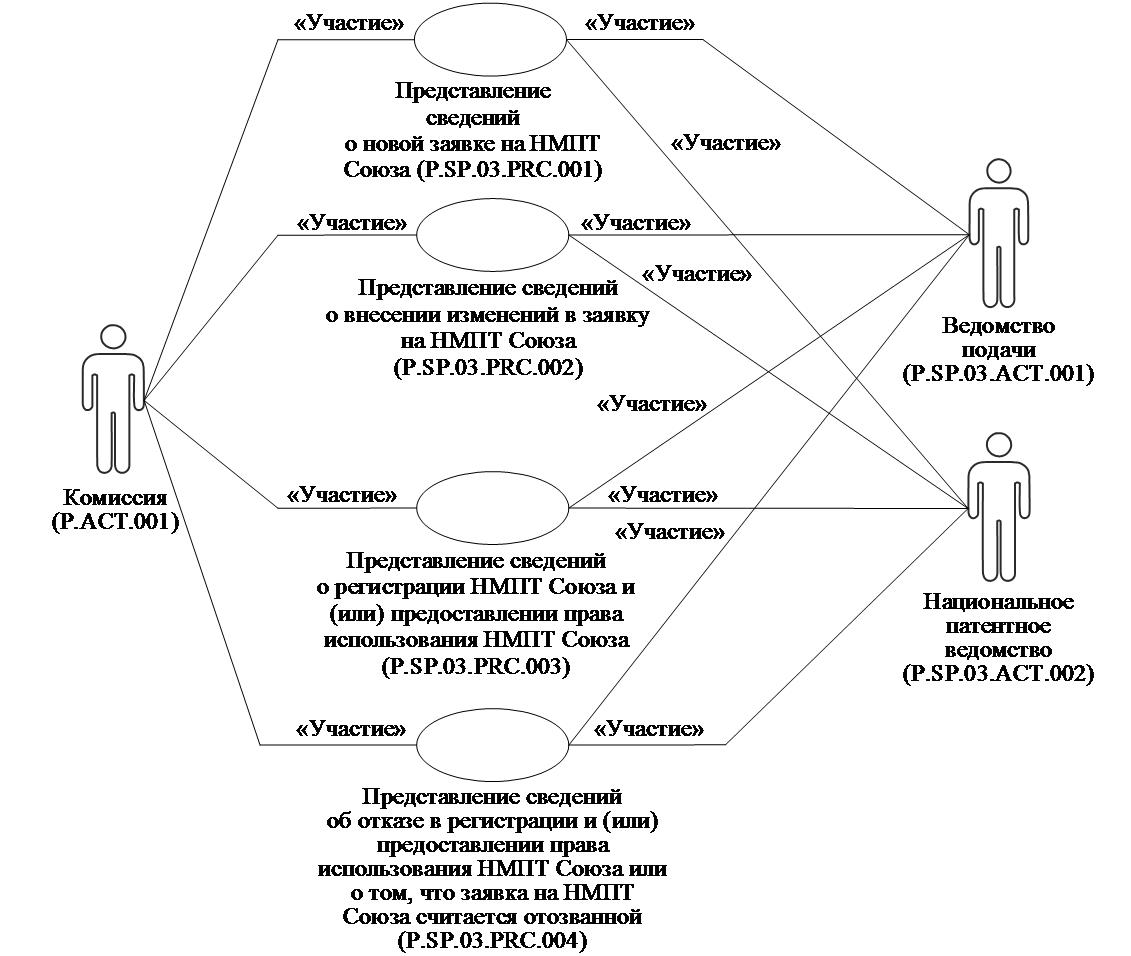 «Участие»
«Участие»
Представление
сведений
о новой заявке на НМПТ
Союза (P.SP.03.PRC.001)
«Участие»
«Участие»
«Участие»
«Участие»
Представление сведений
о внесении изменений в заявку
на НМПТ Союза
(P.SP.03.PRC.002)
Ведомство
подачи
(P.SP.03.ACT.001)
«Участие»
Комиссия
(P.ACT.001)
«Участие»
«Участие»
«Участие»
Представление сведений
о регистрации НМПТ Союза и
(или) предоставлении права
использования НМПТ Союза
(P.SP.03.PRC.003)
Национальное
патентное
ведомство
(P.SP.03.ACT.002)
«Участие»
«Участие»
Представление сведений
об отказе в регистрации и (или)
предоставлении права
использования НМПТ Союза или
о том, что заявка на НМПТ
Союза считается отозванной
(P.SP.03.PRC.004)